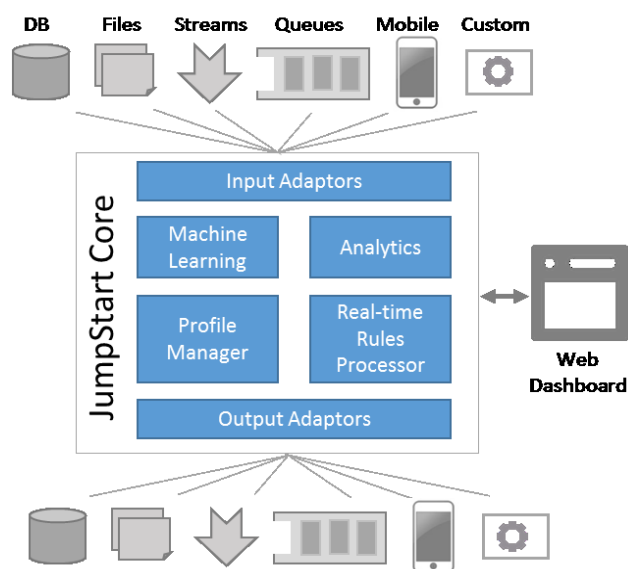 DB Files Streams Queues Mobile Custom
JumpStart Core
Input Adaptors
Machine
Learning
Analytics
Profile
Manager
Real-time
Rules
Processor
Output Adaptors
Web
Dashboard